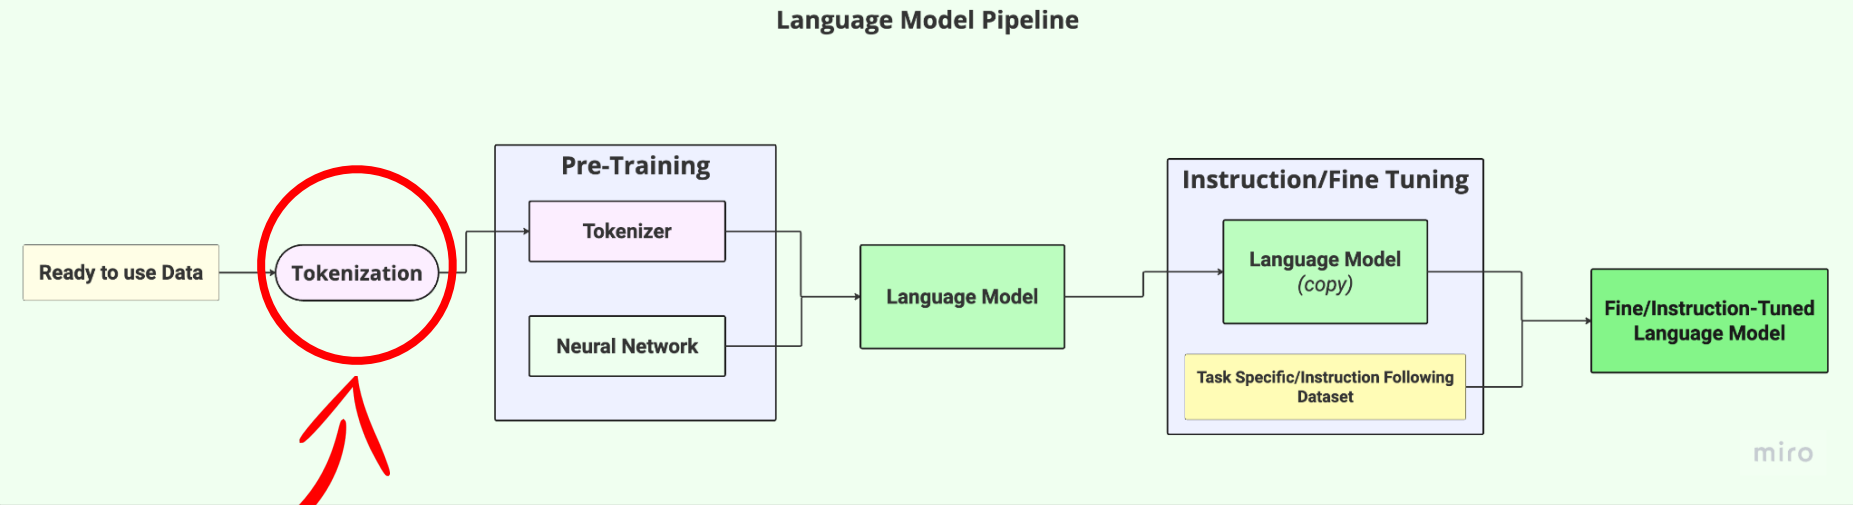 Language Model Pipeline
Ready to use Data
Tokenization
Pre-Training
Tokenizer
Neural Network
Language Model
Instruction/Fine Tuning
Language Model
(copy)
Task Specific/Instruction Following
Dataset
Fine/Instruction-Tuned
Language Model
miro